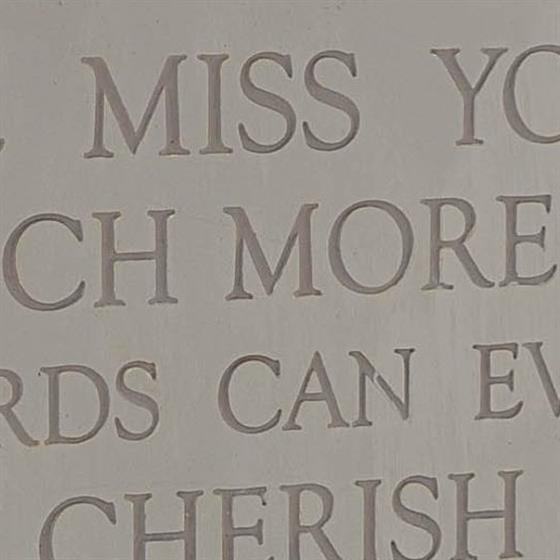 MISS YO
CH MORE
RDS CAN EV
CHERISH